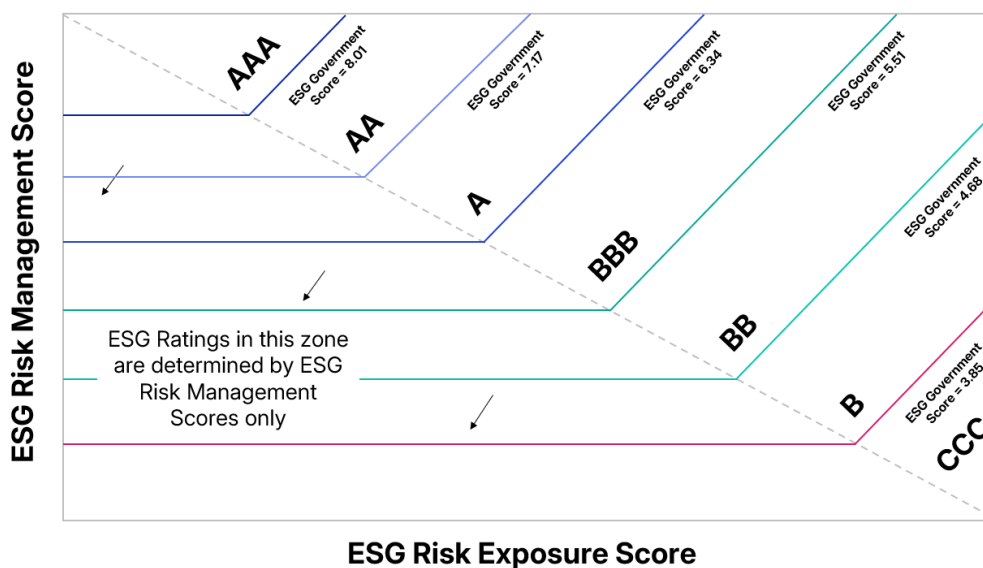 ESG Risk Management Score
AAA
ESG Government
Score = 8.01
AA
ESG Government
Score = 7.17
A
ESG Government
Score = 6.34
BBB
ESG Government
Score = 5.51
BB
ESG Government
Score = 4.68
B
ESG Government
Score = 3.85
CCC
ESG Ratings in this zone
are determined by ESG
Risk Management
Scores only
ESG Risk Exposure Score